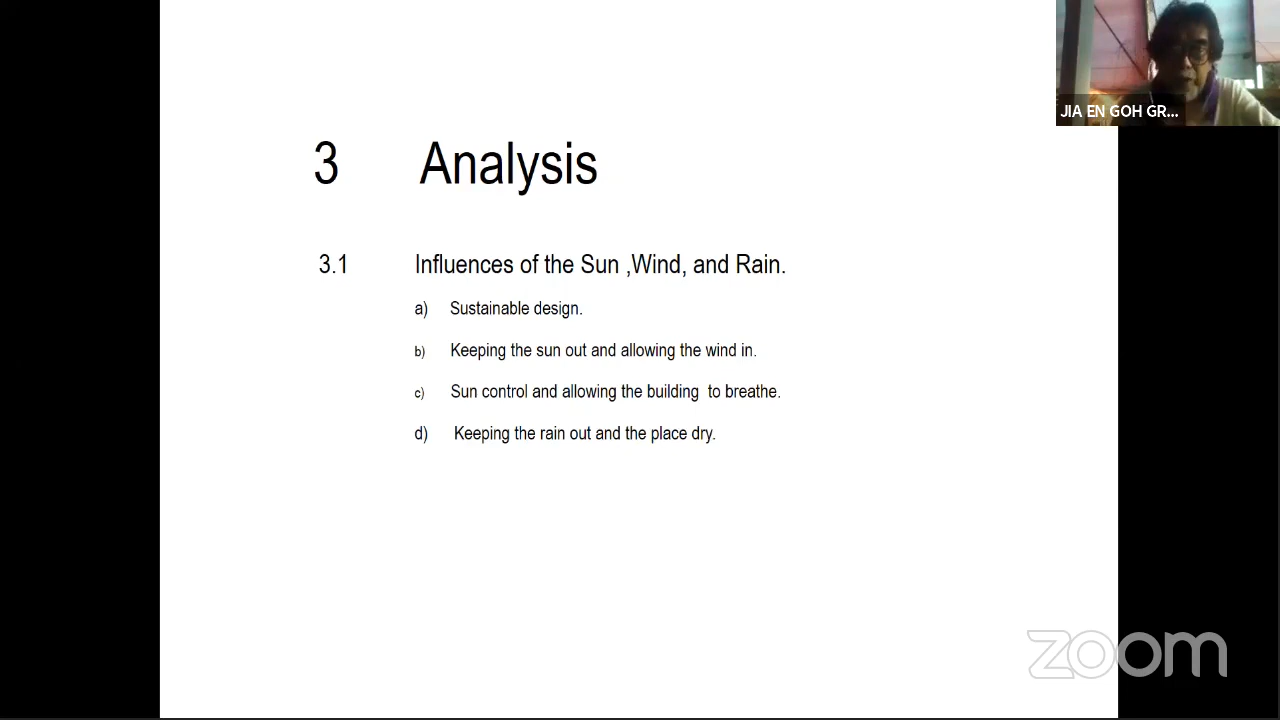 JIA EN GOH GR...
3 Analysis
3.1 Influences of the Sun ,Wind, and Rain.
a) Sustainable design.
b) Keeping the sun out and allowing the wind in.
c) Sun control and allowing the building to breathe.
d) Keeping the rain out and the place dry.
zoom